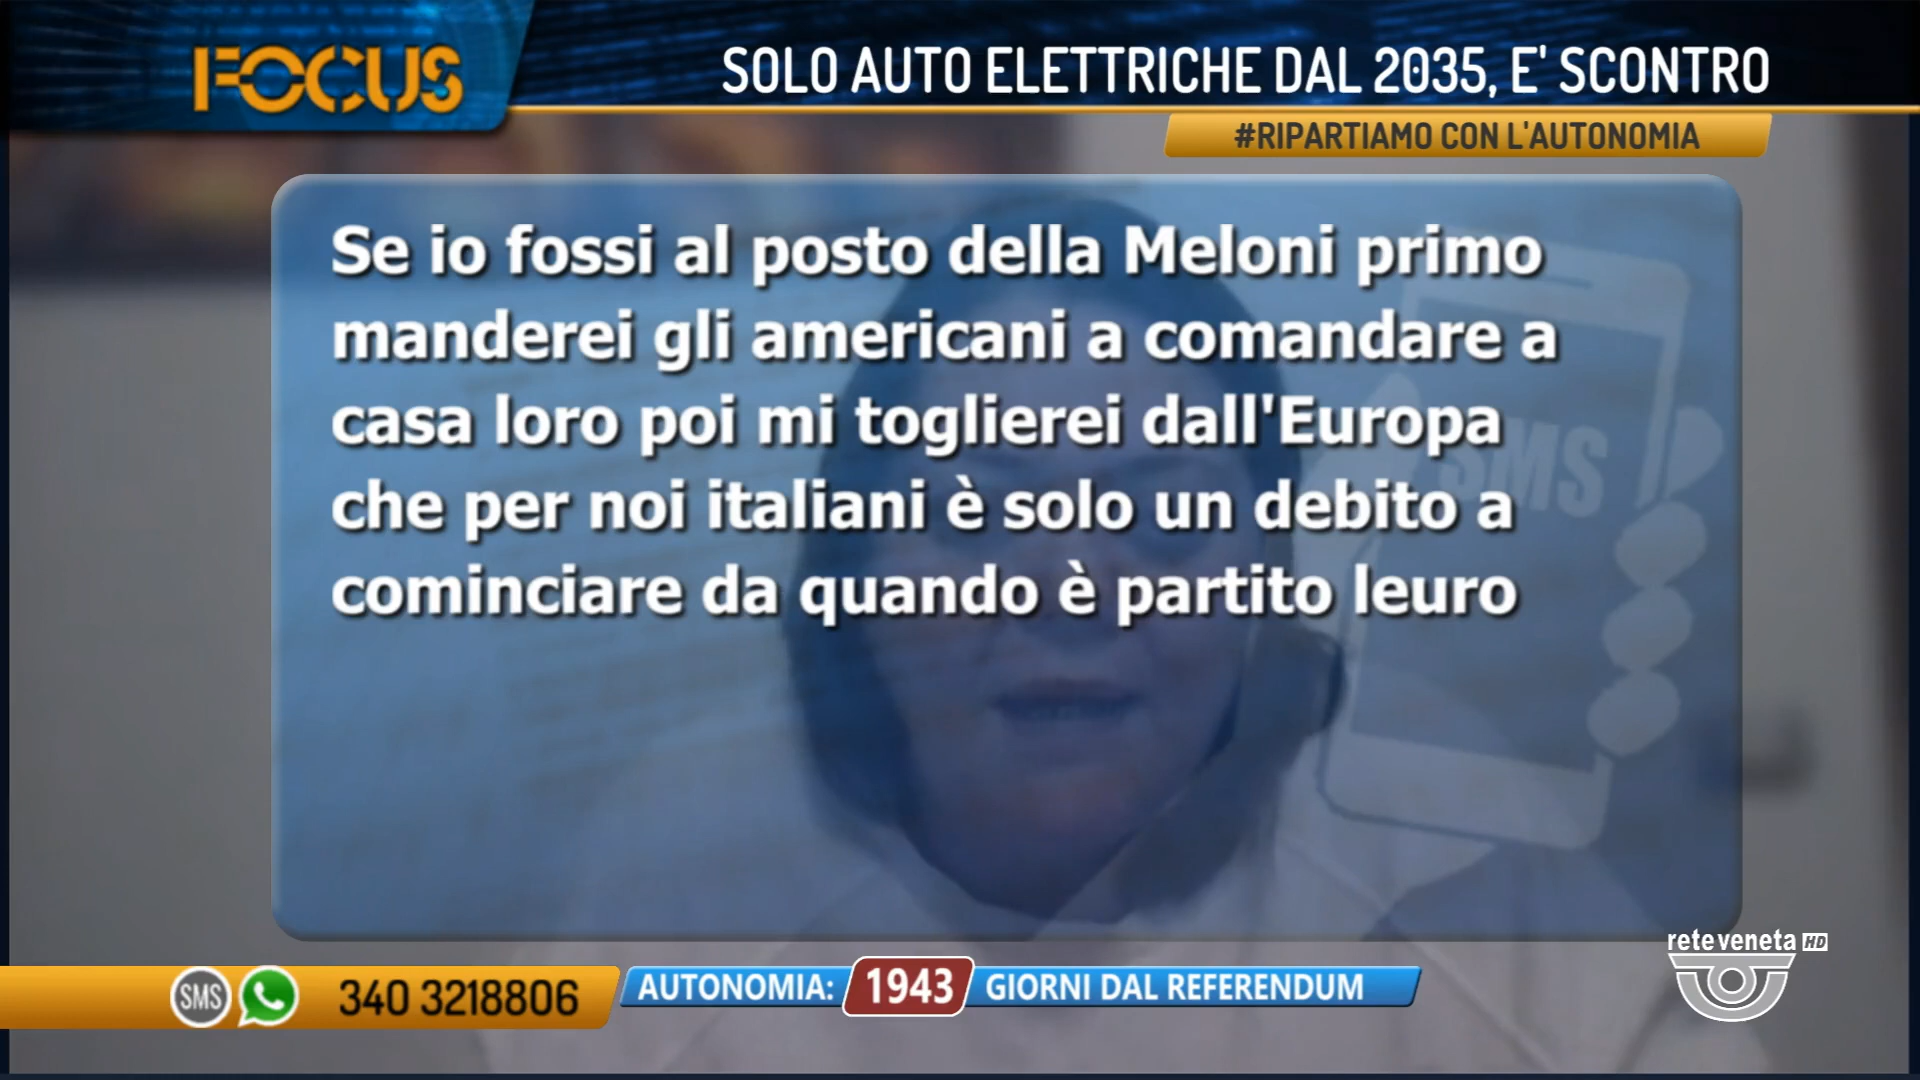 FOCUS
SOLO AUTO ELETTRICHE DAL 2035, E' SCONTRO
#RIPARTIAMO CON L'AUTONOMIA
Se io fossi al posto della Meloni primo
manderei gli americani a comandare a
casa loro poi mi toglierei dall'Europa
che per noi italiani è solo un debito a
cominciare da quando è partito leuro
SMS
reteveneta HD
SMS 340 3218806
AUTONOMIA: 1943 GIORNI DAL REFERENDUM